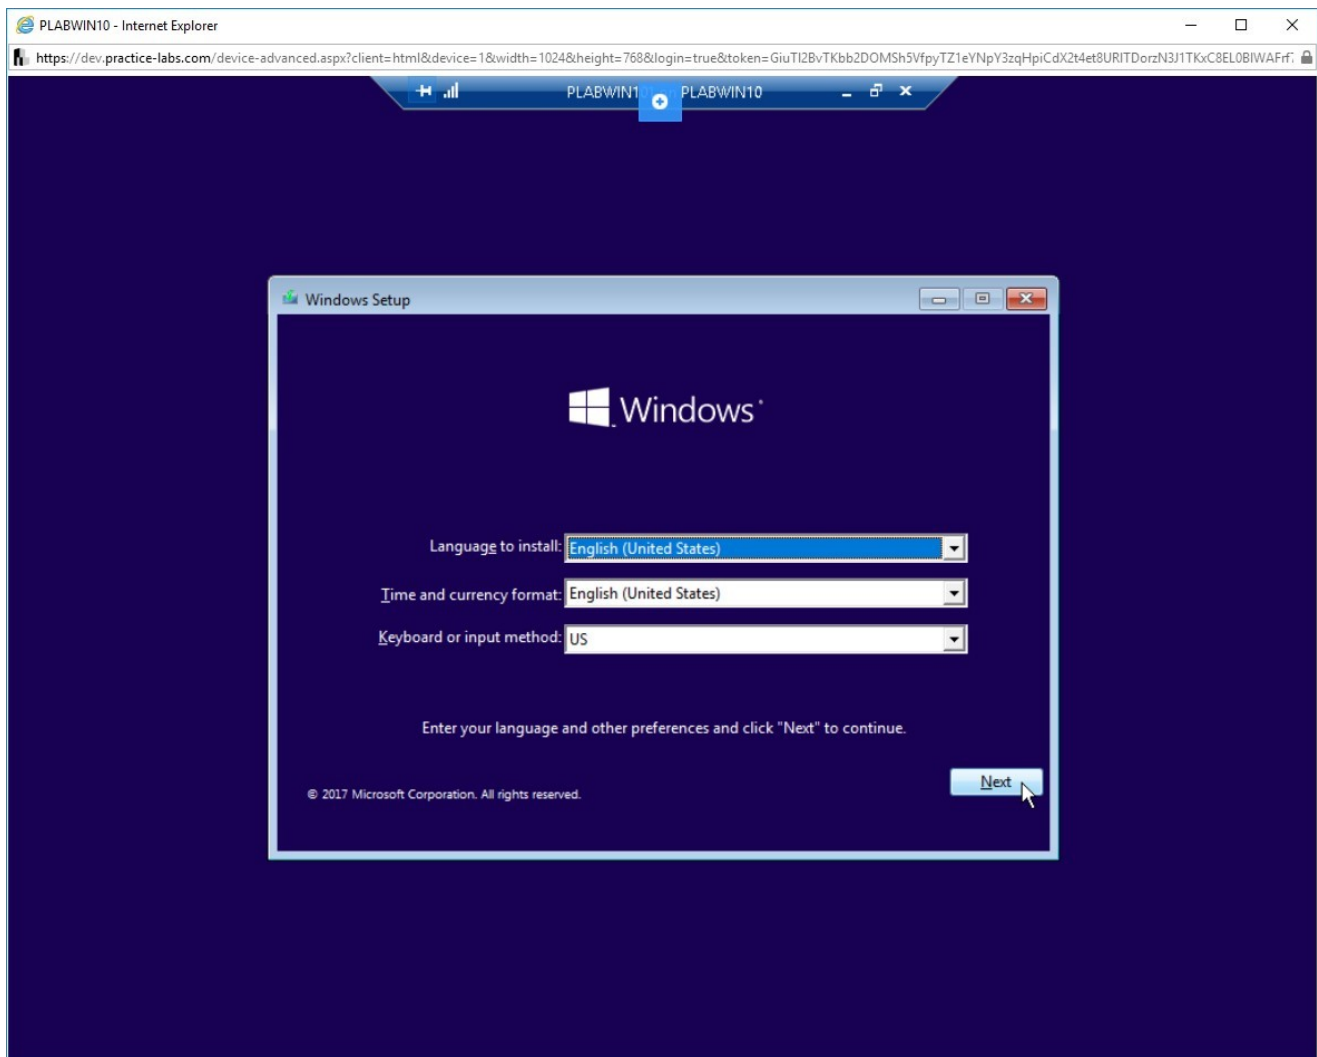 PLABWIN10 - Internet Explorer
https://dev.practice-labs.com/device-advanced.aspx?client=html&device=1&width=1024&height=768&login=true&token=
PLABWIN1 PLABWIN10
Windows Setup
Windows
Language to install: English (United States)
Time and currency format: English (United States)
Keyboard or input method: US
Enter your language and other preferences and click "Next" to continue.
Next
© 2017 Microsoft Corporation. All rights reserved.